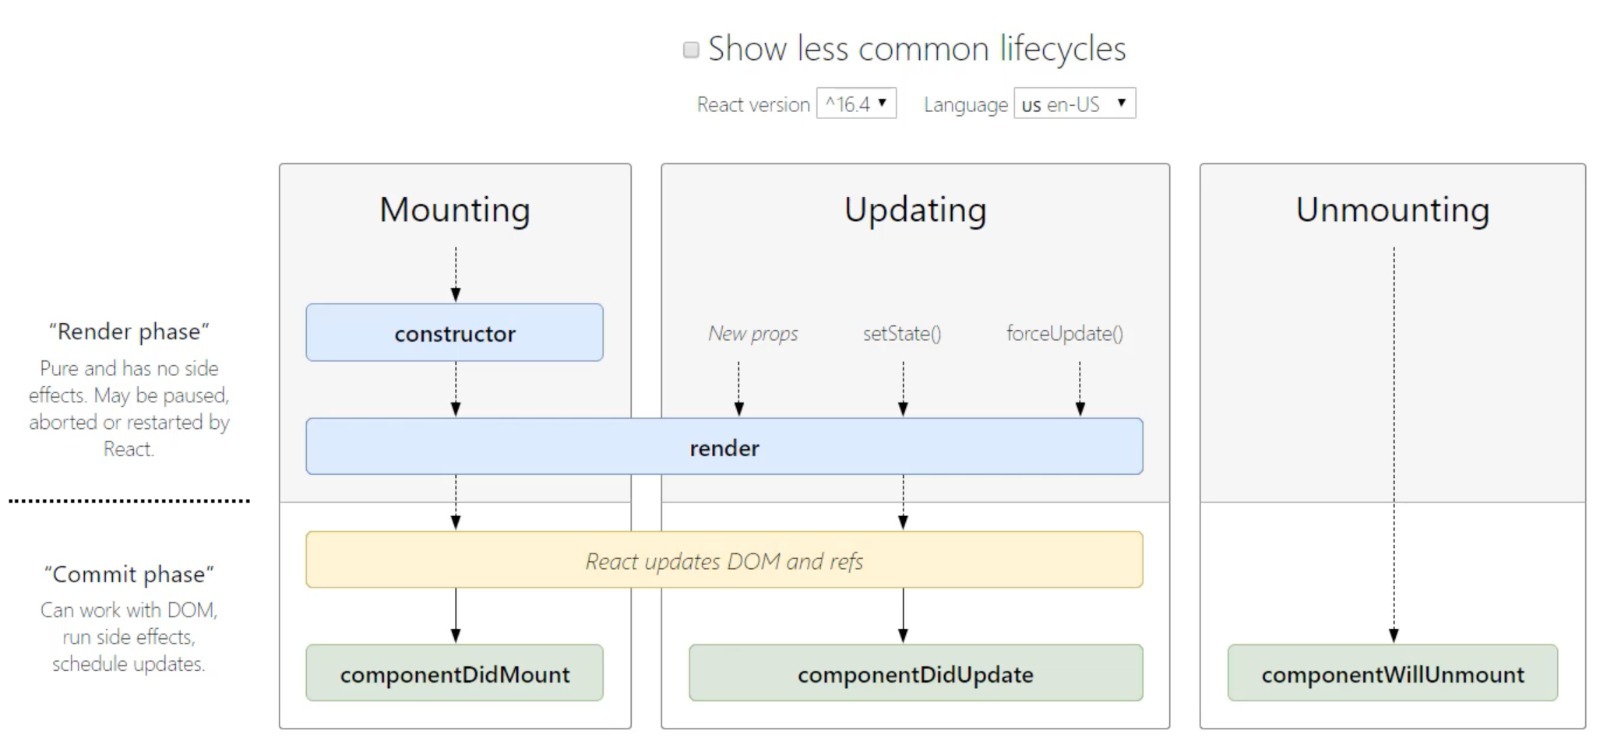 Show less common lifecycles
React version ^16.4 Language us en-US
Mounting
Updating
Unmounting
“Render phase”
Pure and has no side
effects. May be paused,
aborted or restarted by
React.
constructor
New props
setState()
forceUpdate()
render
“Commit phase”
Can work with DOM,
run side effects,
schedule updates.
React updates DOM and refs
componentDidMount
componentDidUpdate
componentWillUnmount